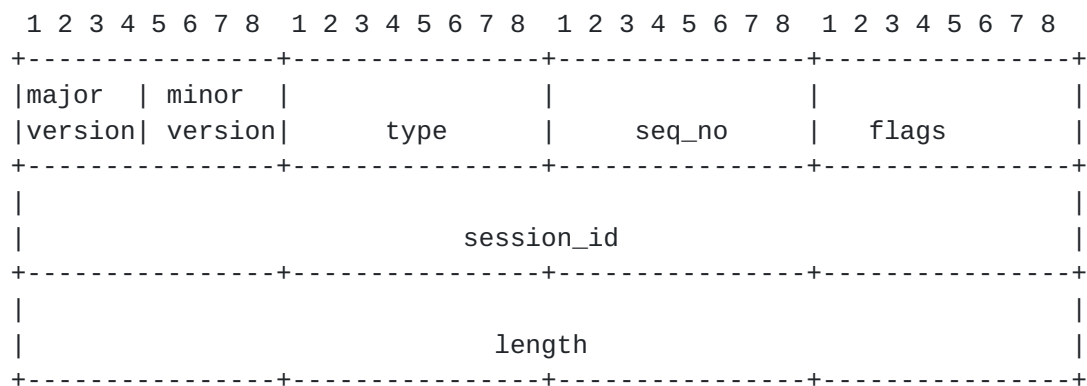 1 2 3 4 5 6 7 8 1 2 3 4 5 6 7 8 1 2 3 4 5 6 7 8 1 2 3 4 5 6 7 8
+----------------+----------------+----------------+----------------+
|major | minor | | | |
|version| version| type | seq_no | flags |
+----------------+----------------+----------------+----------------+
| |
| session_id |
+----------------+----------------+----------------+----------------+
| |
| length |
+----------------+----------------+----------------+----------------+